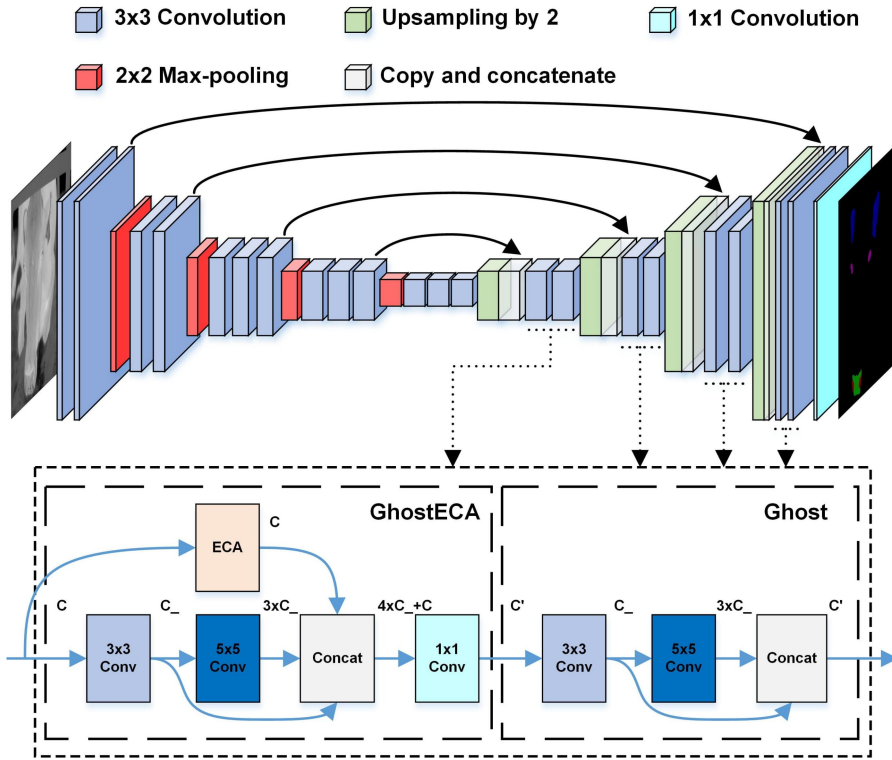 3x3 Convolution
Upsampling by 2
1x1 Convolution
2x2 Max-pooling
Copy and concatenate
GhostECA
Ghost
C
ECA
C
C_
3xC_
4xC_+C
C'
C_
3xC_
C'
3x3
Conv
5x5
Conv
Concat
1x1
Conv
3x3
Conv
5x5
Conv
Concat